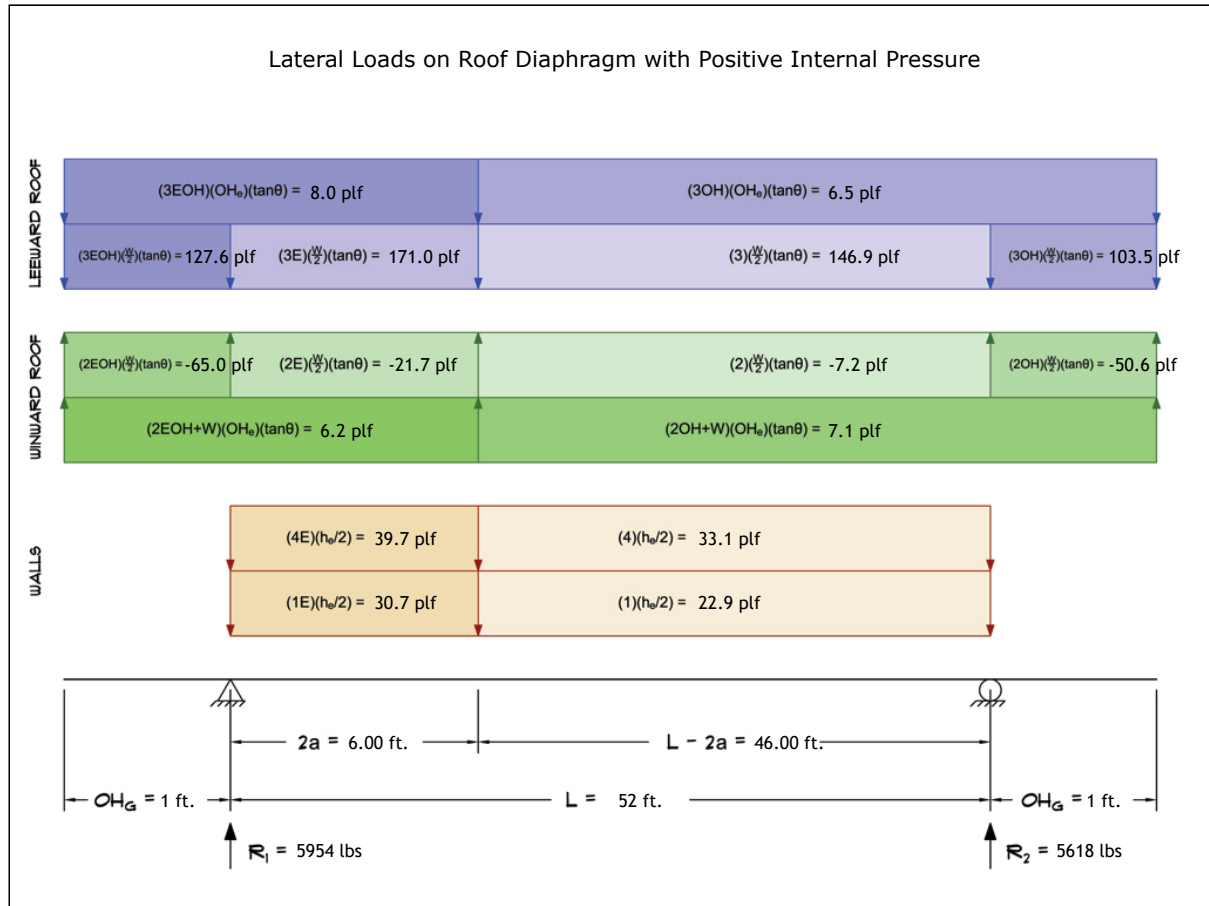 Lateral Loads on Roof Diaphragm with Positive Internal Pressure
LEEWARD ROOF
(3EOH)(OHₑ)(tanθ) = 8.0 plf
(3OH)(OHₑ)(tanθ) = 6.5 plf
(3EOH)(W/2)(tanθ) = 127.6 plf
(3E)(W/2)(tanθ) = 171.0 plf
(3)(W/2)(tanθ) = 146.9 plf
(3OH)(W/2)(tanθ) = 103.5 plf
WINWARD ROOF
(2EOH)(W/2)(tanθ) = -65.0 plf
(2E)(W/2)(tanθ) = -21.7 plf
(2)(W/2)(tanθ) = -7.2 plf
(2OH)(W/2)(tanθ) = -50.6 plf
(2EOH+W)(OHₑ)(tanθ) = 6.2 plf
(2OH+W)(OHₑ)(tanθ) = 7.1 plf
WALLS
(4E)(hₑ/2) = 39.7 plf
(4)(hₑ/2) = 33.1 plf
(1E)(hₑ/2) = 30.7 plf
(1)(hₑ/2) = 22.9 plf
2a = 6.00 ft.
L - 2a = 46.00 ft.
OH_G = 1 ft.
L = 52 ft.
OH_G = 1 ft.
R₁ = 5954 lbs
R₂ = 5618 lbs